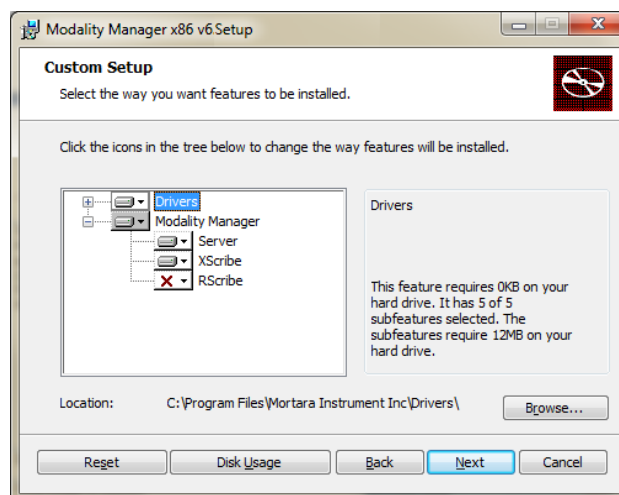 Modality Manager x86 v6.Setup
Custom Setup
Select the way you want features to be installed.
Click the icons in the tree below to change the way features will be installed.
Drivers
Modality Manager
Server
XScribe
RScribe
Drivers
This feature requires 0KB on your
hard drive. It has 5 of 5
subfeatures selected. The
subfeatures require 12MB on your
hard drive.
Location: C:\Program Files\Mortara Instrument Inc\Drivers\
Browse...
Reset Disk Usage Back Next Cancel